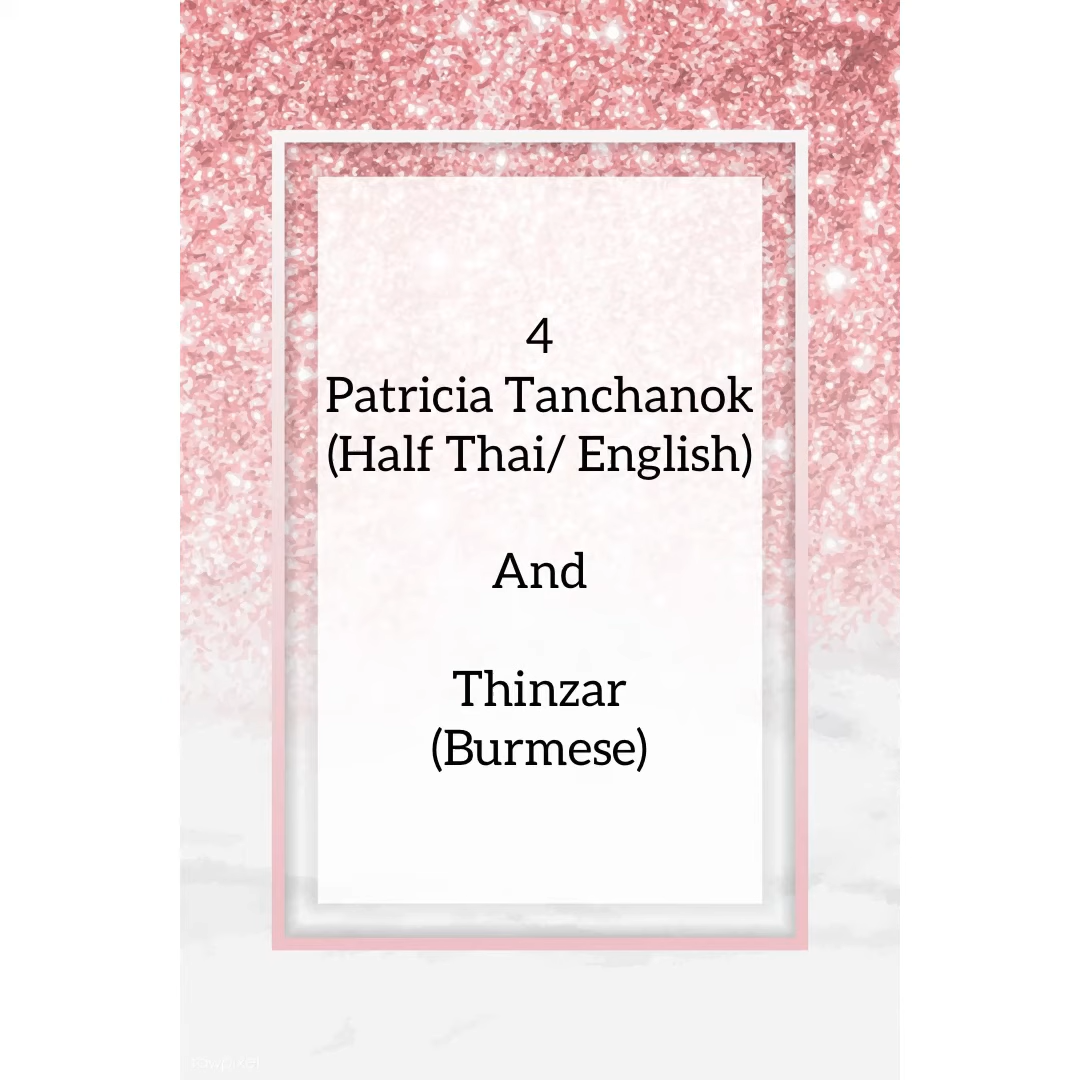 4
Patricia Tanchanok
(Half Thai/ English)
And
Thinzar
(Burmese)